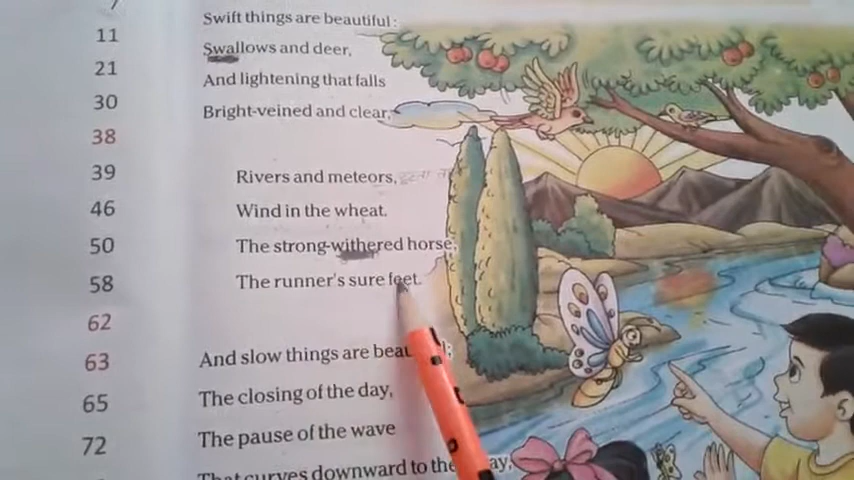 7
11
21
30
38
39
46
50
58
62
63
65
72
Swift things are beautiful:
Swallows and deer,
And lightening that falls
Bright-veined and clear,
Rivers and meteors,
Wind in the wheat.
The strong-withered horse,
The runner's sure feet.
And slow things are
The closing of the day,
The pause of the wave
That curves downward to the